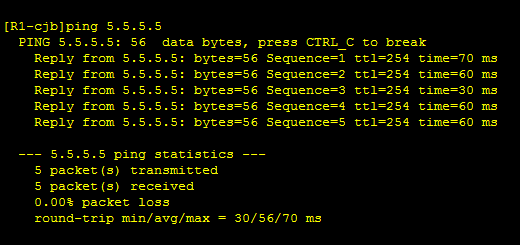 [R1-cjb]ping 5.5.5.5
PING 5.5.5.5: 56  data bytes, press CTRL_C to break
Reply from 5.5.5.5: bytes=56 Sequence=1 ttl=254 time=70 ms
Reply from 5.5.5.5: bytes=56 Sequence=2 ttl=254 time=60 ms
Reply from 5.5.5.5: bytes=56 Sequence=3 ttl=254 time=30 ms
Reply from 5.5.5.5: bytes=56 Sequence=4 ttl=254 time=60 ms
Reply from 5.5.5.5: bytes=56 Sequence=5 ttl=254 time=60 ms
--- 5.5.5.5 ping statistics ---
5 packet(s) transmitted
5 packet(s) received
0.00% packet loss
round-trip min/avg/max = 30/56/70 ms